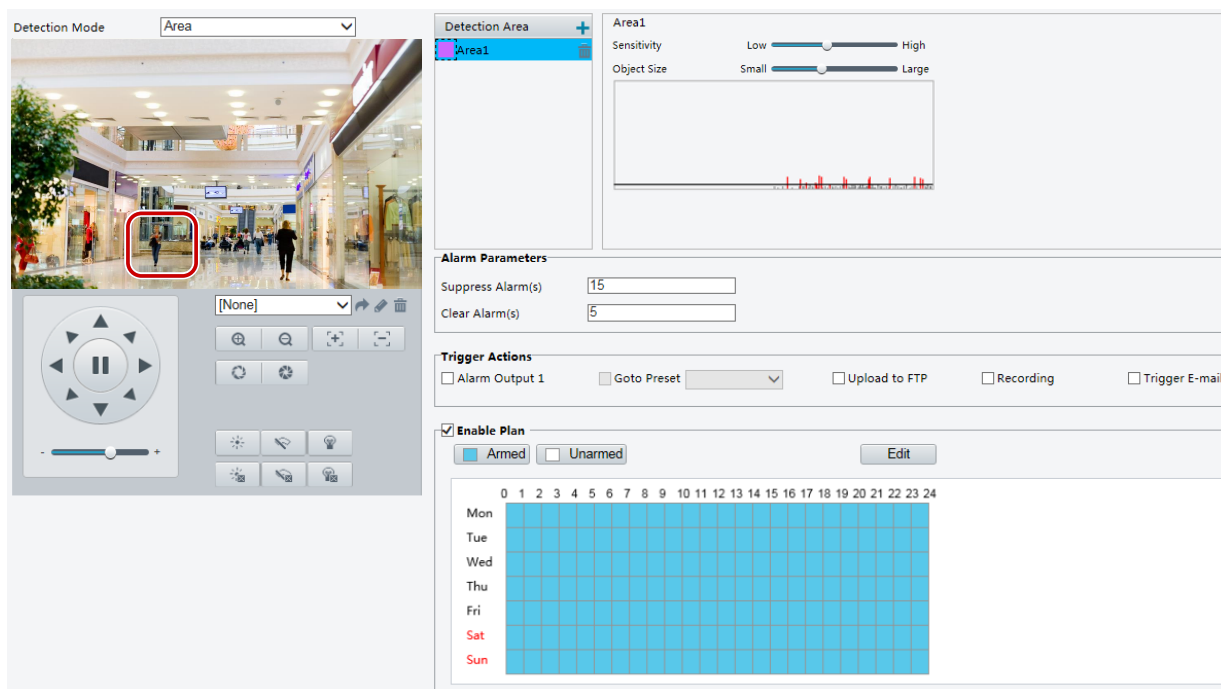 Detection Mode
Area
Detection Area
Area1
Area1
Sensitivity
Low
High
Object Size
Small
Large
Alarm Parameters
Suppress Alarm(s)
15
Clear Alarm(s)
5
[None]
- +
Trigger Actions
Alarm Output 1
Goto Preset
Upload to FTP
Recording
Trigger E-mail
Enable Plan
Armed
Unarmed
Edit
0 1 2 3 4 5 6 7 8 9 10 11 12 13 14 15 16 17 18 19 20 21 22 23 24
Mon
Tue
Wed
Thu
Fri
Sat
Sun